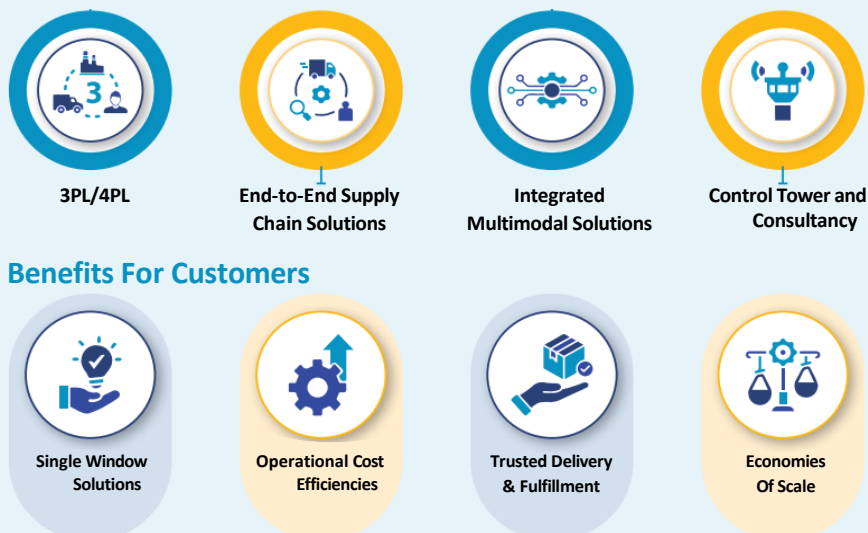 3
3PL/4PL
End-to-End Supply
Chain Solutions
Integrated
Multimodal Solutions
Control Tower and
Consultancy
Benefits For Customers
Single Window
Solutions
Operational Cost
Efficiencies
Trusted Delivery
& Fulfillment
Economies
Of Scale